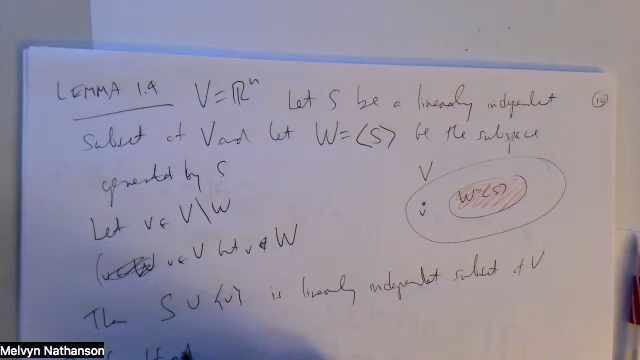 LEMMA 1.9 V = ℝⁿ Let S be a linearly independent
10
subset of V and let W = ⟨S⟩ be the subspace
generated by S
V
W = ⟨S⟩
v
Let v ∈ V \ W
( v ∈ V but v ∉ W
Then S ∪ {v} is linearly independent subset of V
Melvyn Nathanson